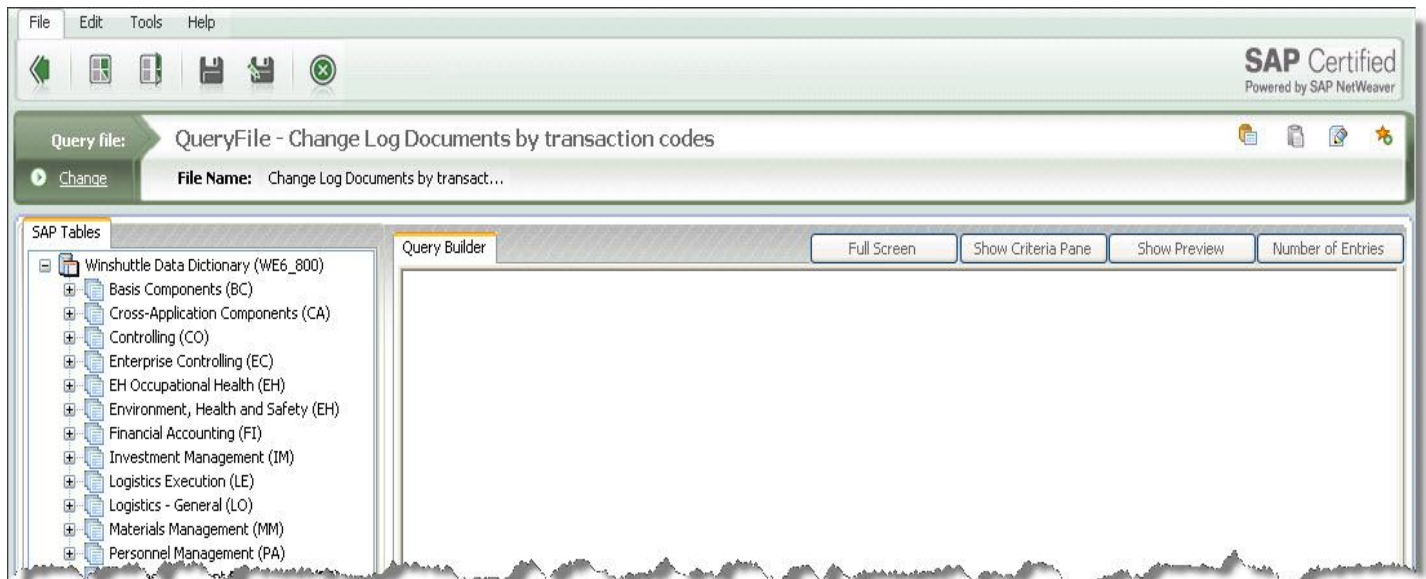 File Edit Tools Help
SAP Certified
Powered by SAP NetWeaver
Query file: QueryFile - Change Log Documents by transaction codes
Change File Name: Change Log Documents by transact...
SAP Tables
Query Builder Full Screen Show Criteria Pane Show Preview Number of Entries
Winshuttle Data Dictionary (WE6_800)
Basis Components (BC)
Cross-Application Components (CA)
Controlling (CO)
Enterprise Controlling (EC)
EH Occupational Health (EH)
Environment, Health and Safety (EH)
Financial Accounting (FI)
Investment Management (IM)
Logistics Execution (LE)
Logistics - General (LO)
Materials Management (MM)
Personnel Management (PA)